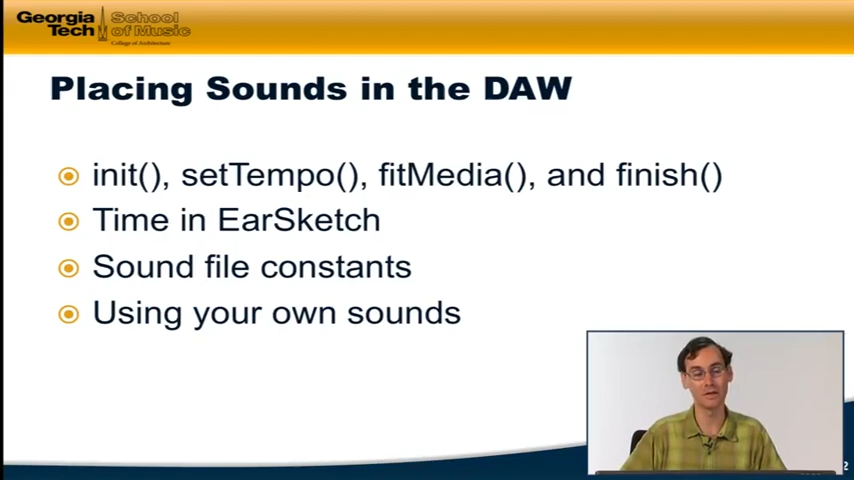 Georgia Tech
School of Music
College of Architecture
Placing Sounds in the DAW
init(), setTempo(), fitMedia(), and finish()
Time in EarSketch
Sound file constants
Using your own sounds
2